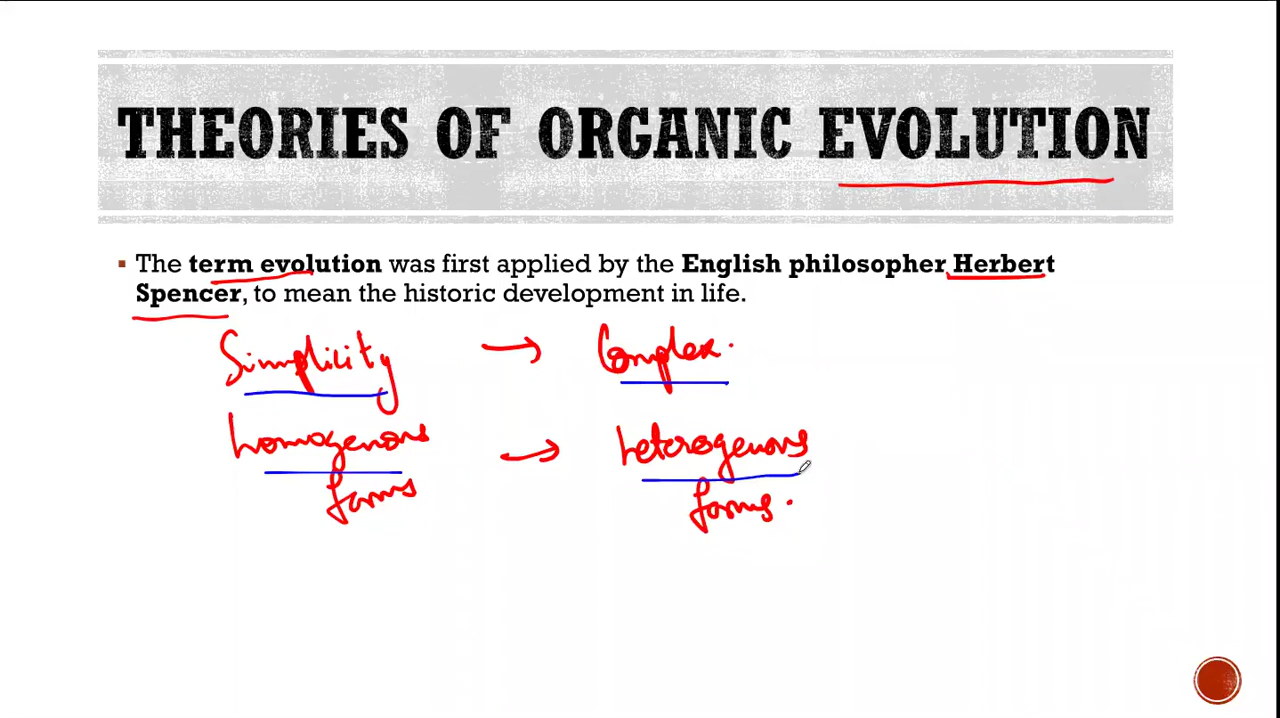 THEORIES OF ORGANIC EVOLUTION
The term evolution was first applied by the English philosopher Herbert
Spencer, to mean the historic development in life.
Simplicity → Complex.
homogenous → heterogenous
forms forms.